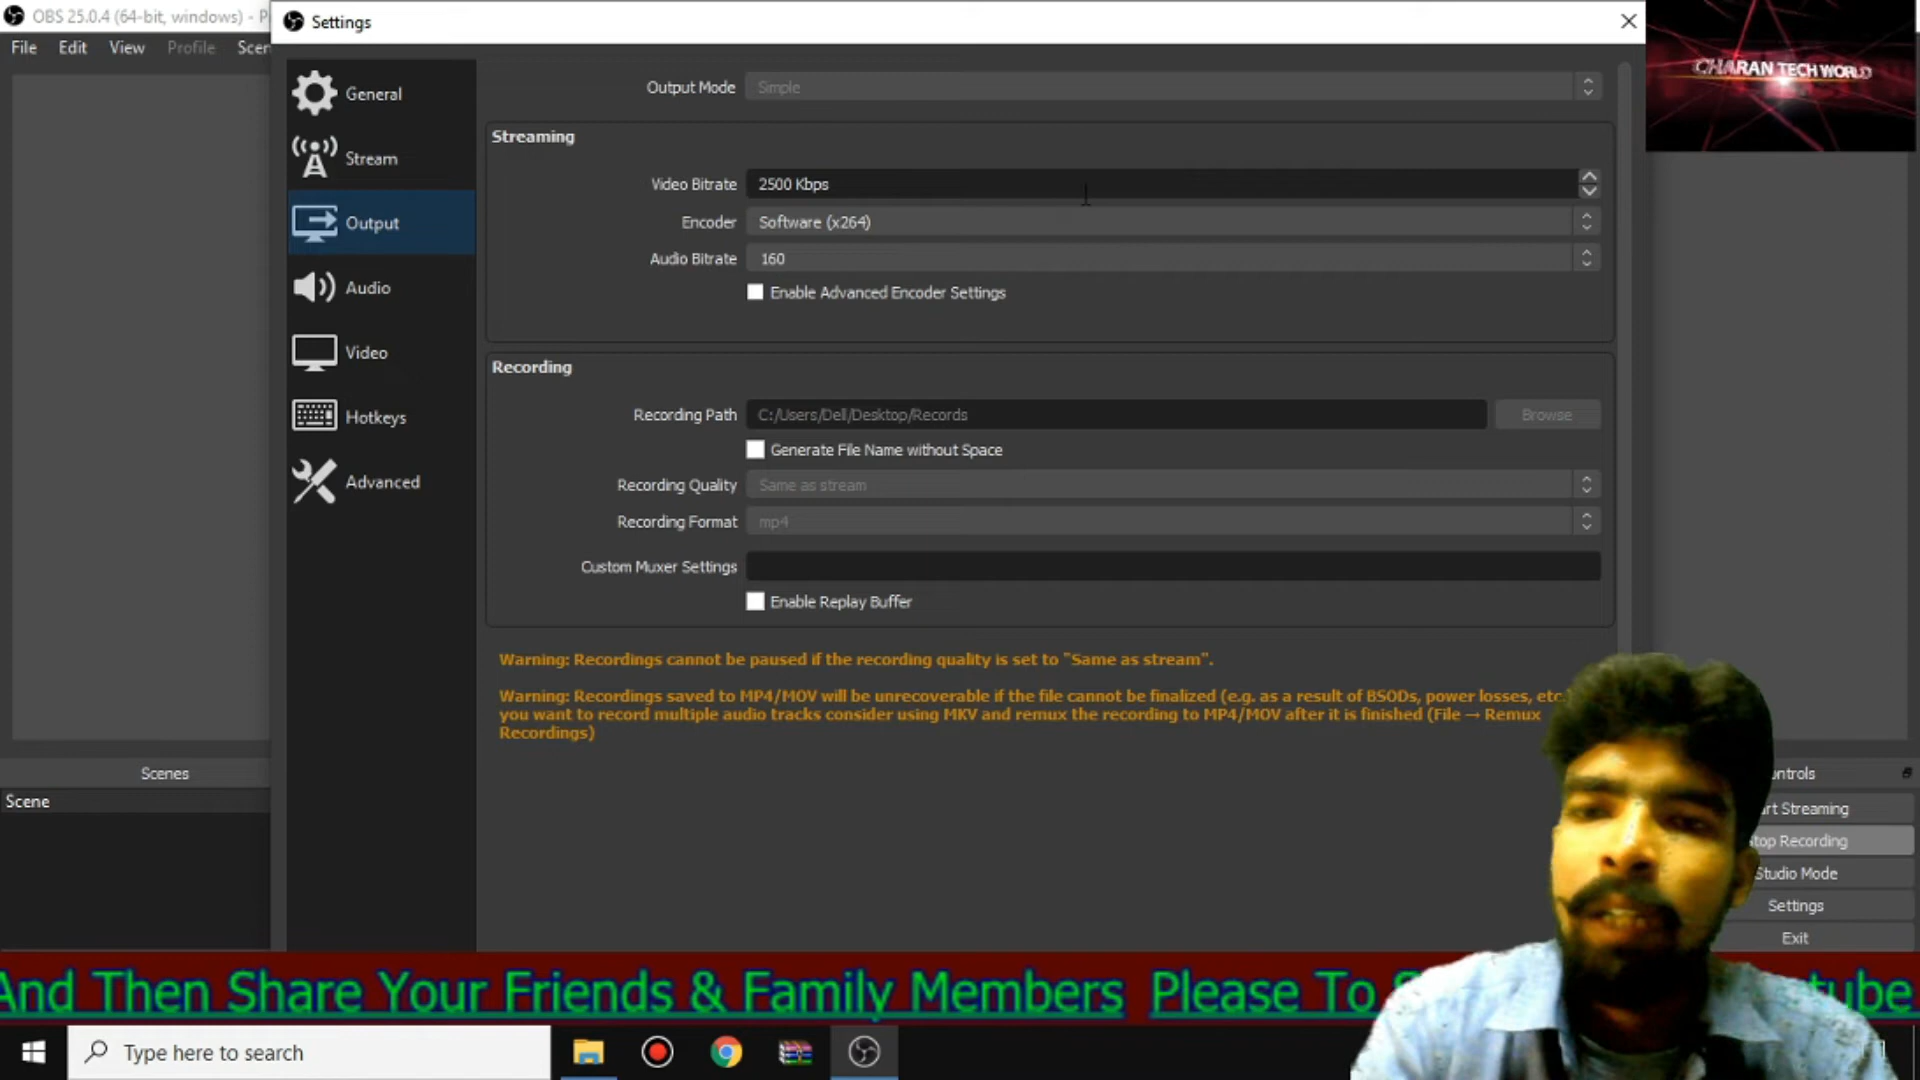 OBS 25.0.4 (64-bit, windows) - P
Settings
File Edit View Profile Scen
CHARAN TECH WORLD
General
Stream
Output
Audio
Video
Hotkeys
Advanced
Output Mode Simple
Streaming
Video Bitrate 2500 Kbps
Encoder Software (x264)
Audio Bitrate 160
Enable Advanced Encoder Settings
Recording
Recording Path C:/Users/Dell/Desktop/Records Browse
Generate File Name without Space
Recording Quality Same as stream
Recording Format mp4
Custom Muxer Settings
Enable Replay Buffer
Warning: Recordings cannot be paused if the recording quality is set to "Same as stream".
Warning: Recordings saved to MP4/MOV will be unrecoverable if the file cannot be finalized (e.g. as a result of BSODs, power losses, etc.
you want to record multiple audio tracks consider using MKV and remux the recording to MP4/MOV after it is finished (File → Remux
Recordings)
Scenes
Scene
ontrols
rt Streaming
top Recording
Studio Mode
Settings
Exit
And Then Share Your Friends & Family Members Please To S tube
Type here to search